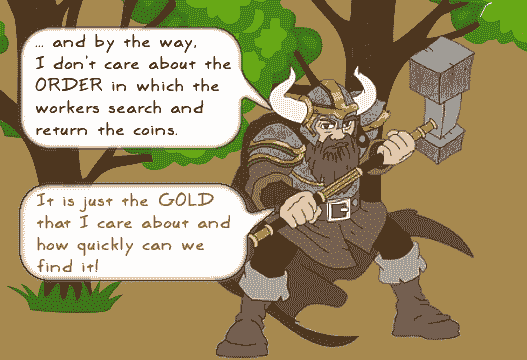 ... and by the way,
I don't care about the
ORDER in which the
workers search and
return the coins.
It is just the GOLD
that I care about and
how quickly can we
find it!